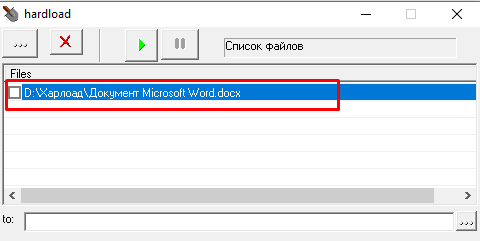 hardload
...
Список файлов
Files
D:\Харлоад\Документ Microsoft Word.docx
to:
...